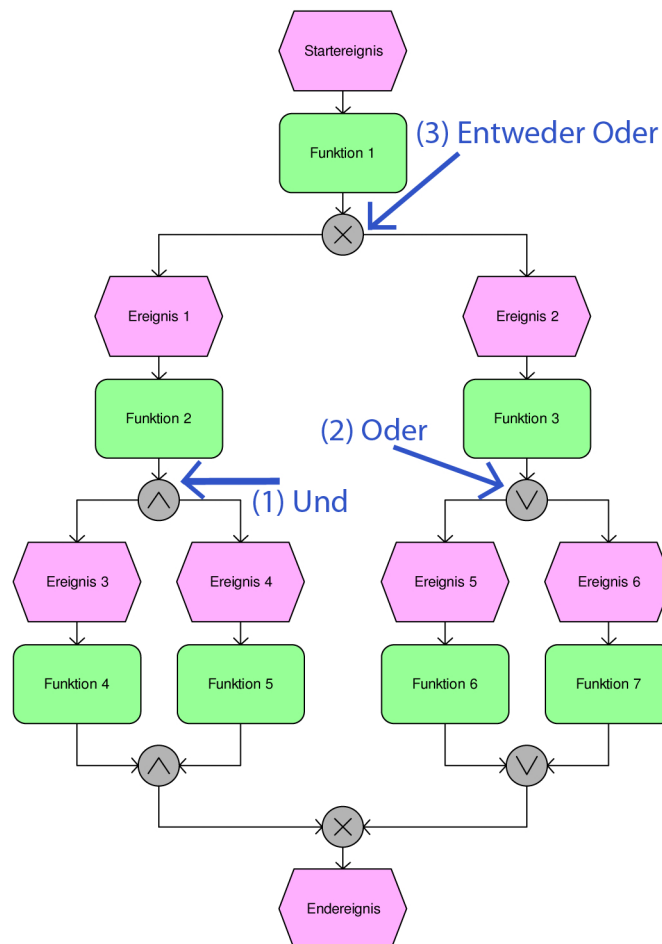 Startereignis
(3) Entweder Oder
Funktion 1
Ereignis 1
Ereignis 2
Funktion 2
Funktion 3
(2) Oder
(1) Und
Ereignis 3
Ereignis 4
Ereignis 5
Ereignis 6
Funktion 4
Funktion 5
Funktion 6
Funktion 7
Endereignis